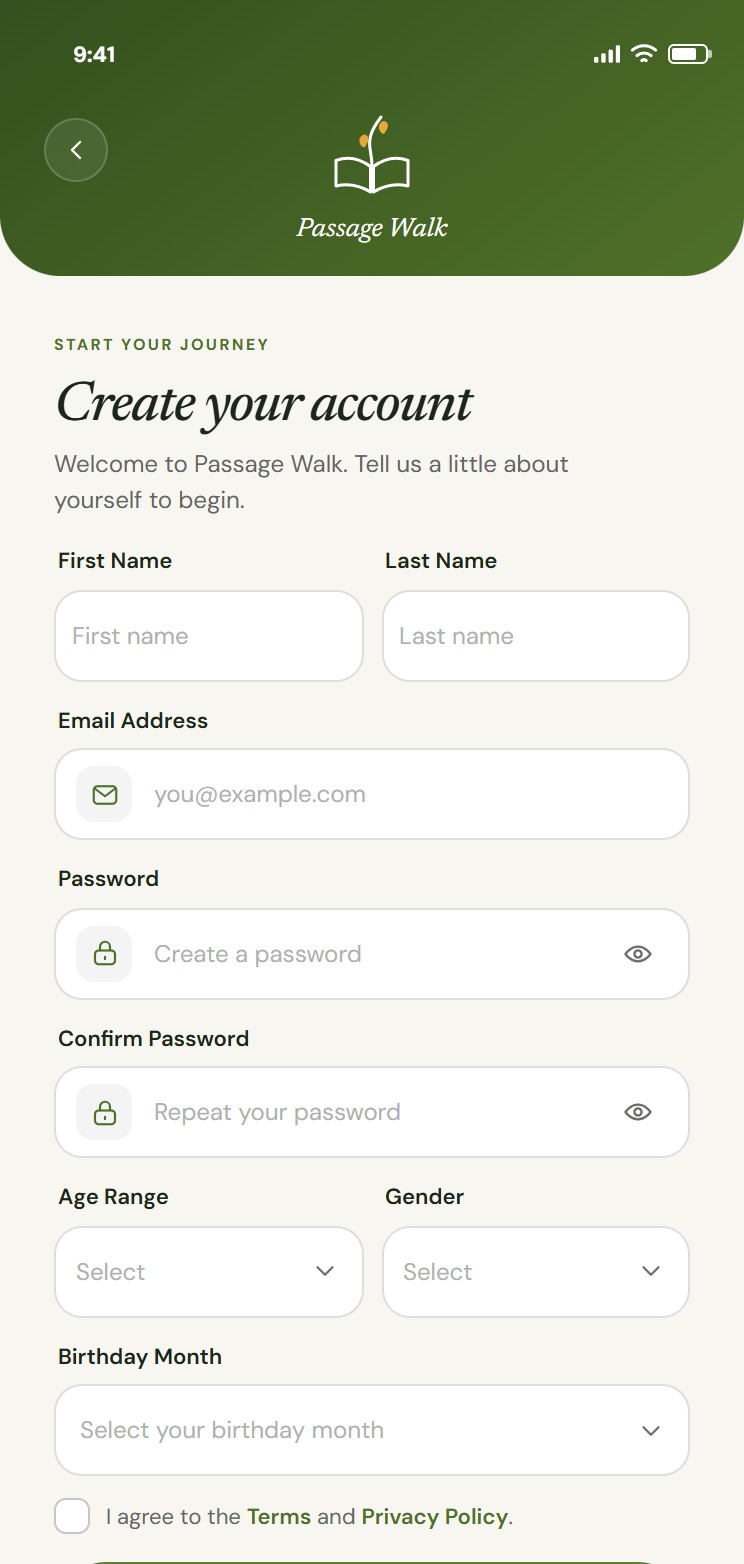 9:41
Passage Walk
START YOUR JOURNEY
Create your account
Welcome to Passage Walk. Tell us a little about
yourself to begin.
First Name Last Name
First name Last name
Email Address
you@example.com
Password
Create a password
Confirm Password
Repeat your password
Age Range Gender
Select Select
Birthday Month
Select your birthday month
I agree to the Terms and Privacy Policy.